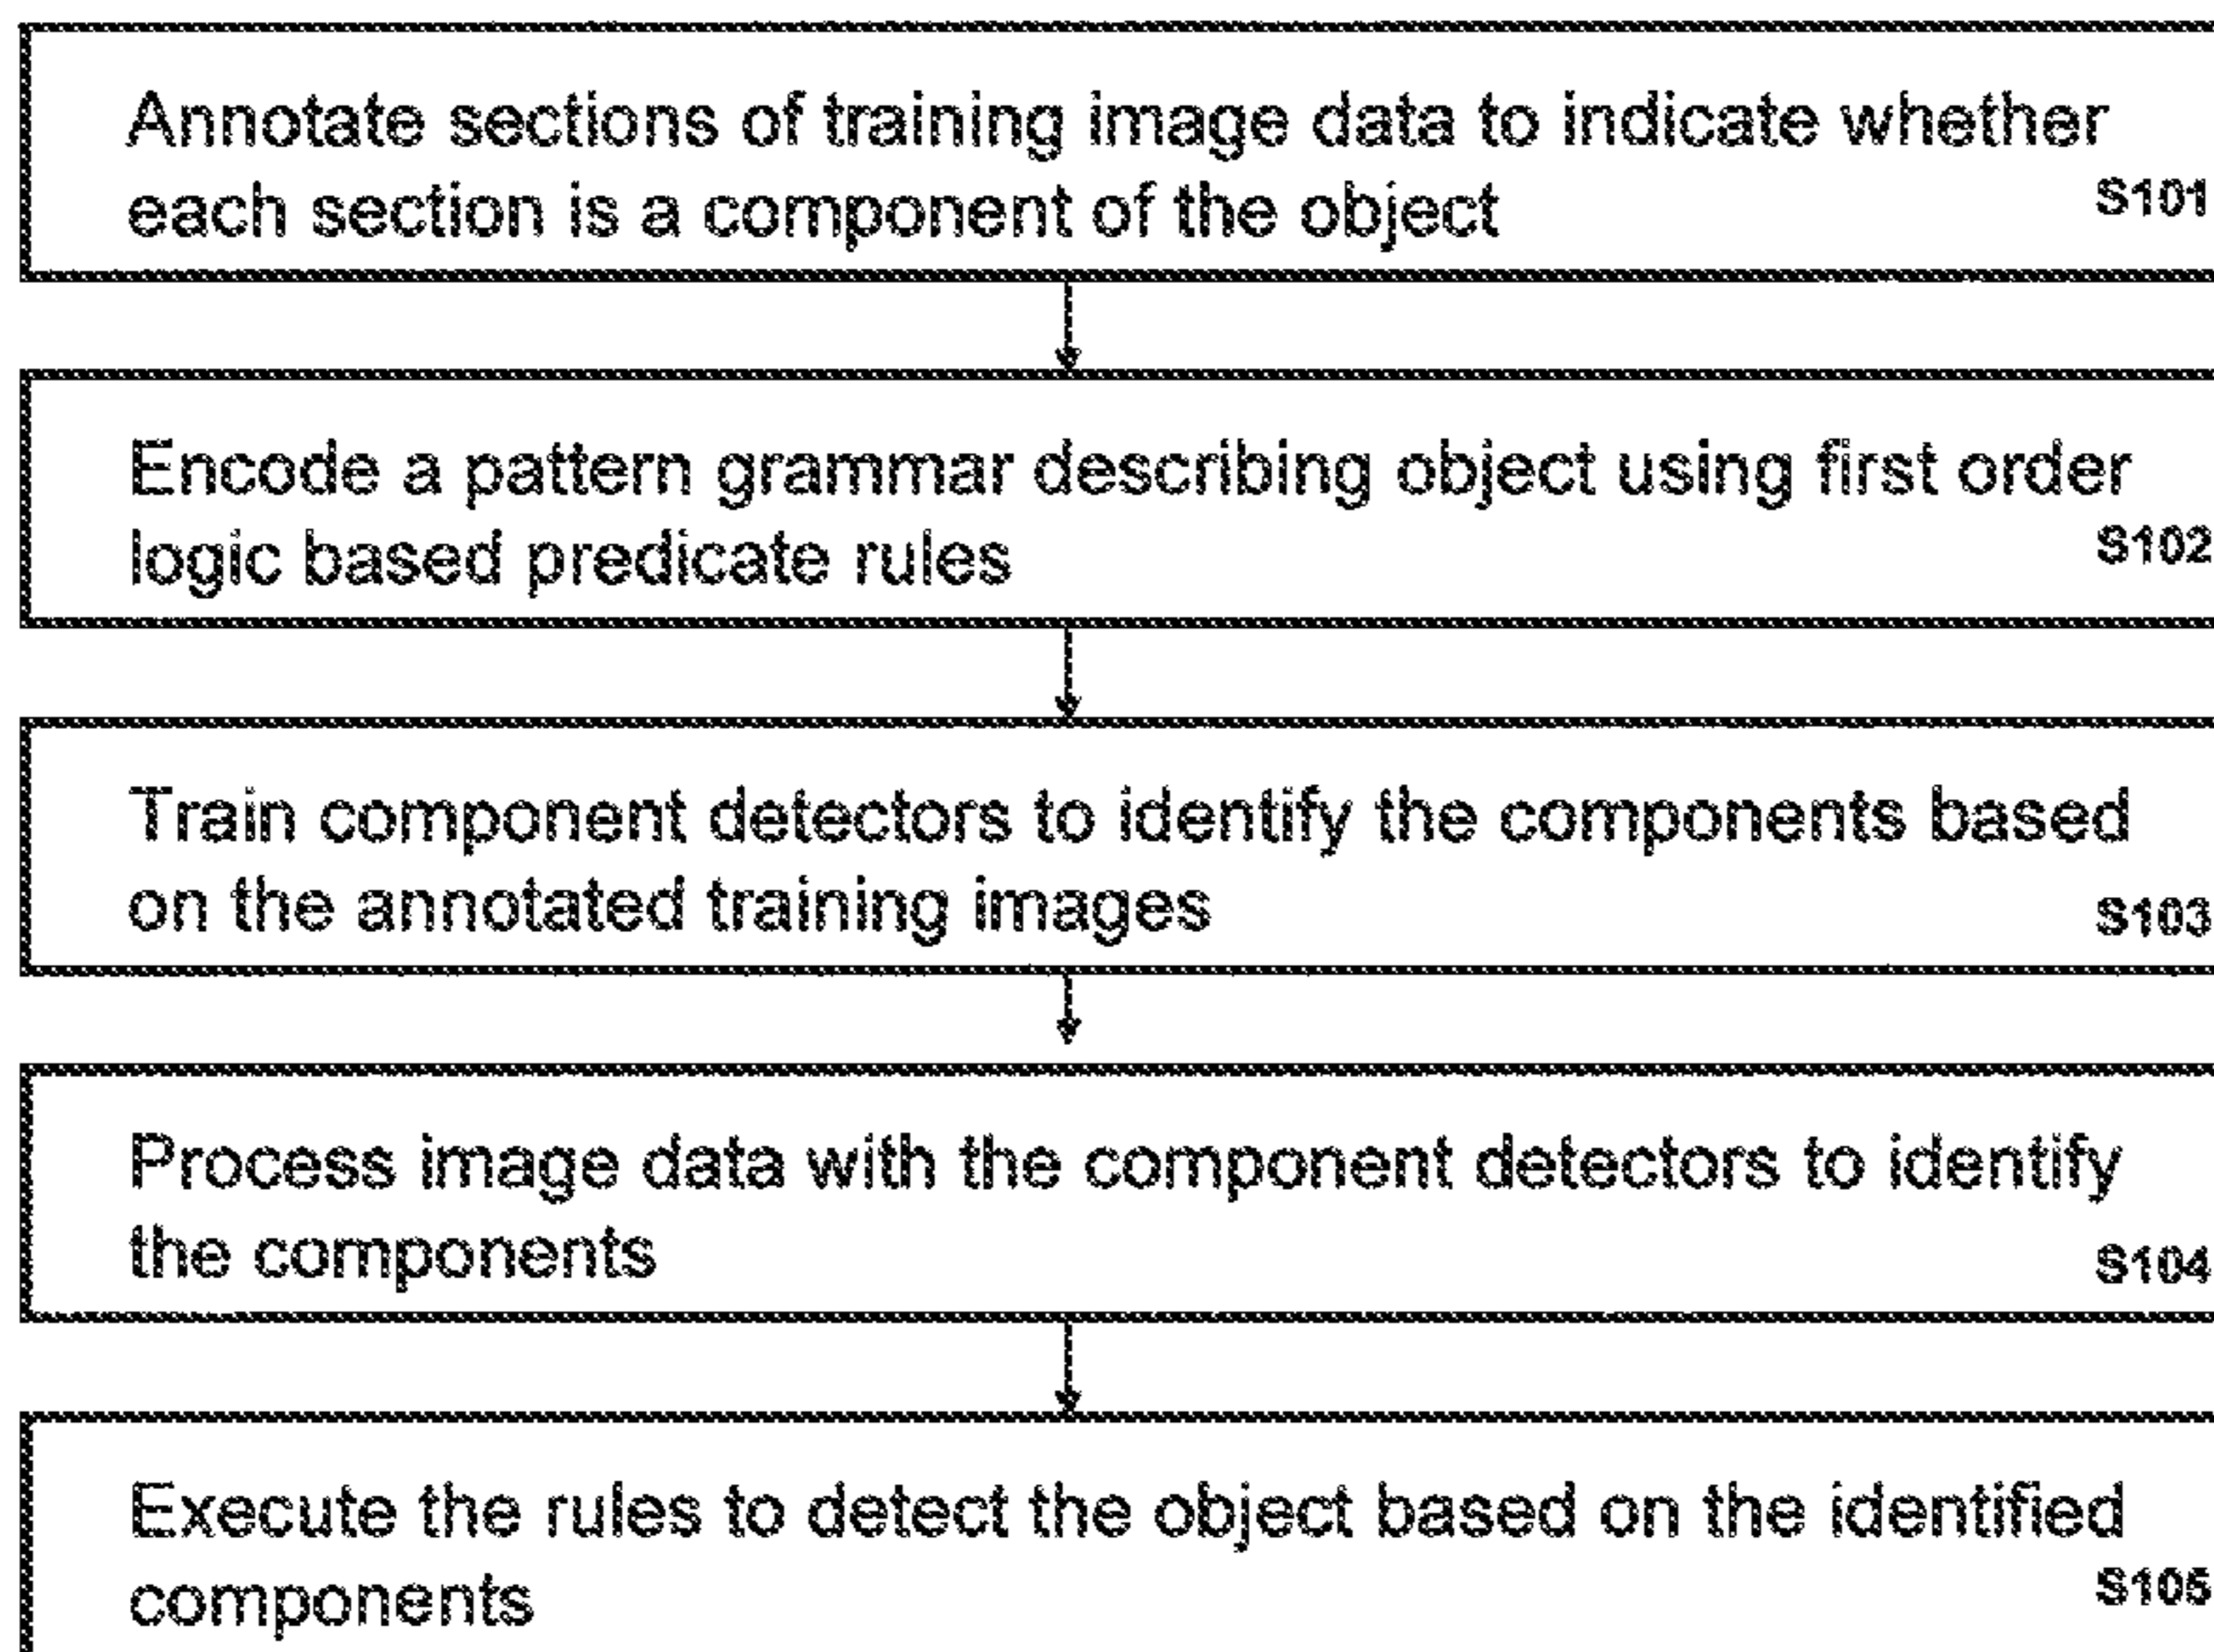 Annotate sections of training image data to indicate whether
each section is a component of the object
S101
Encode a pattern grammar describing object using first order
logic based predicate rules
S102
Train component detectors to identify the components based
on the annotated training images
S103
Process image data with the component detectors to identify
the components
S104
Execute the rules to detect the object based on the identified
components
S105